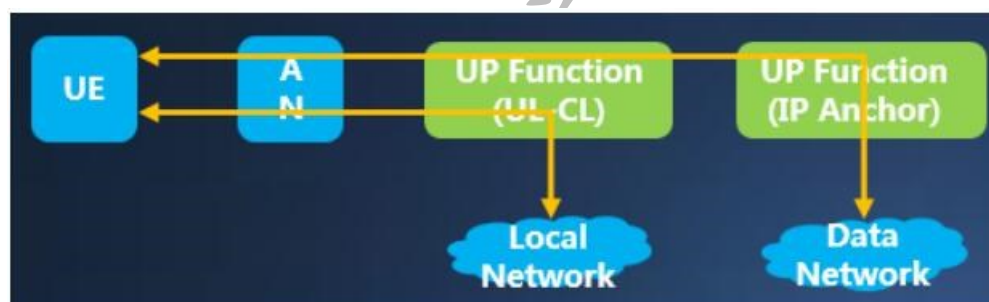 UE
A
N
UP Function
(UL-CL)
UP Function
(IP Anchor)
Local
Network
Data
Network